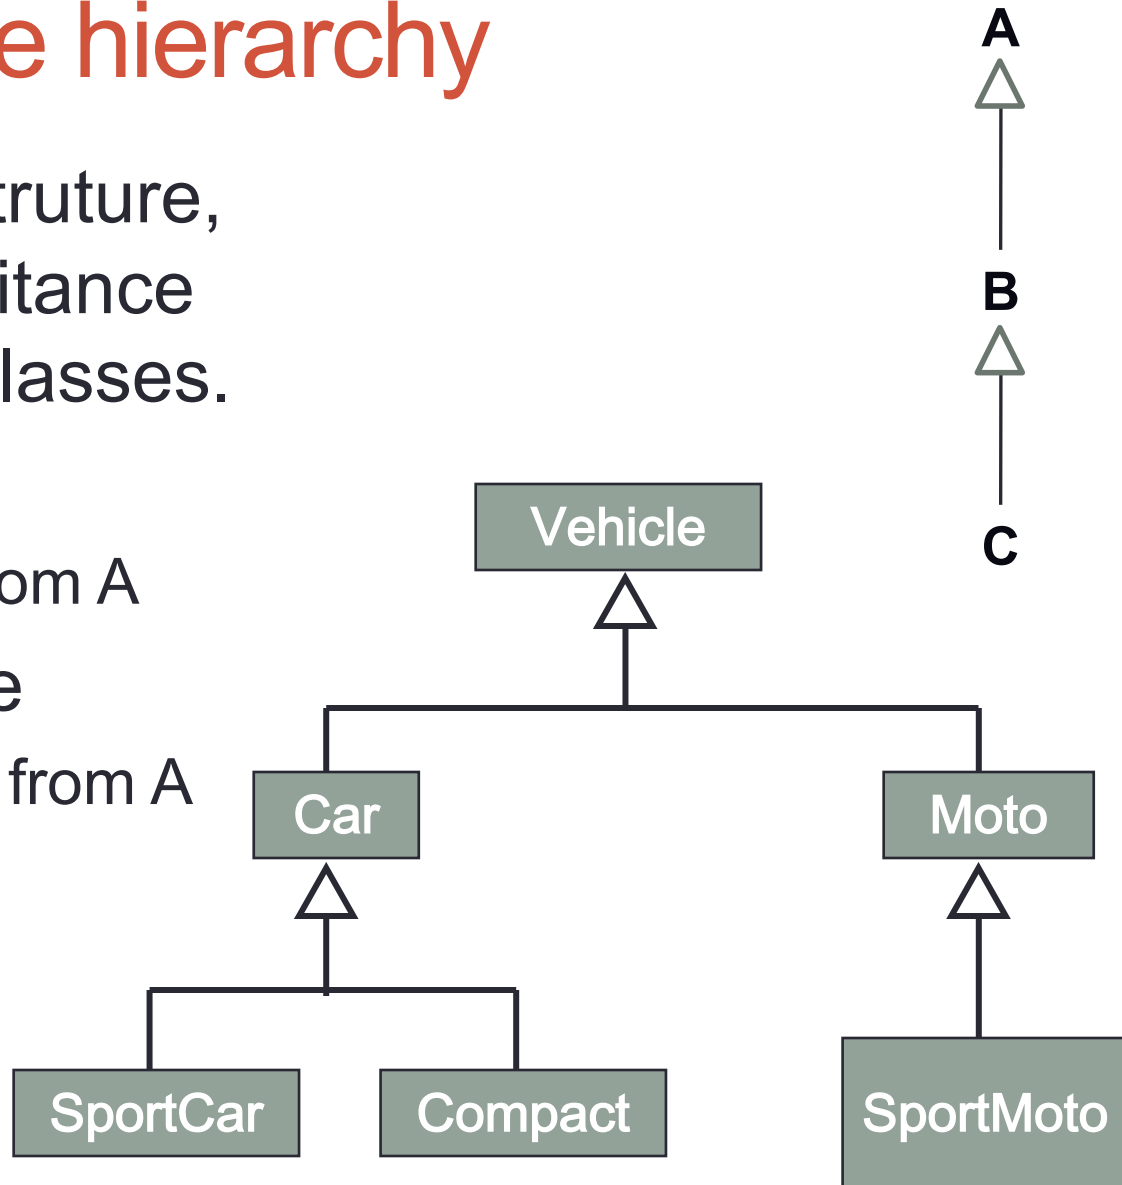 e hierarchy
truture,
itance
lasses.
om A
e
from A
A
B
C
Vehicle
Car
Moto
SportCar
Compact
SportMoto